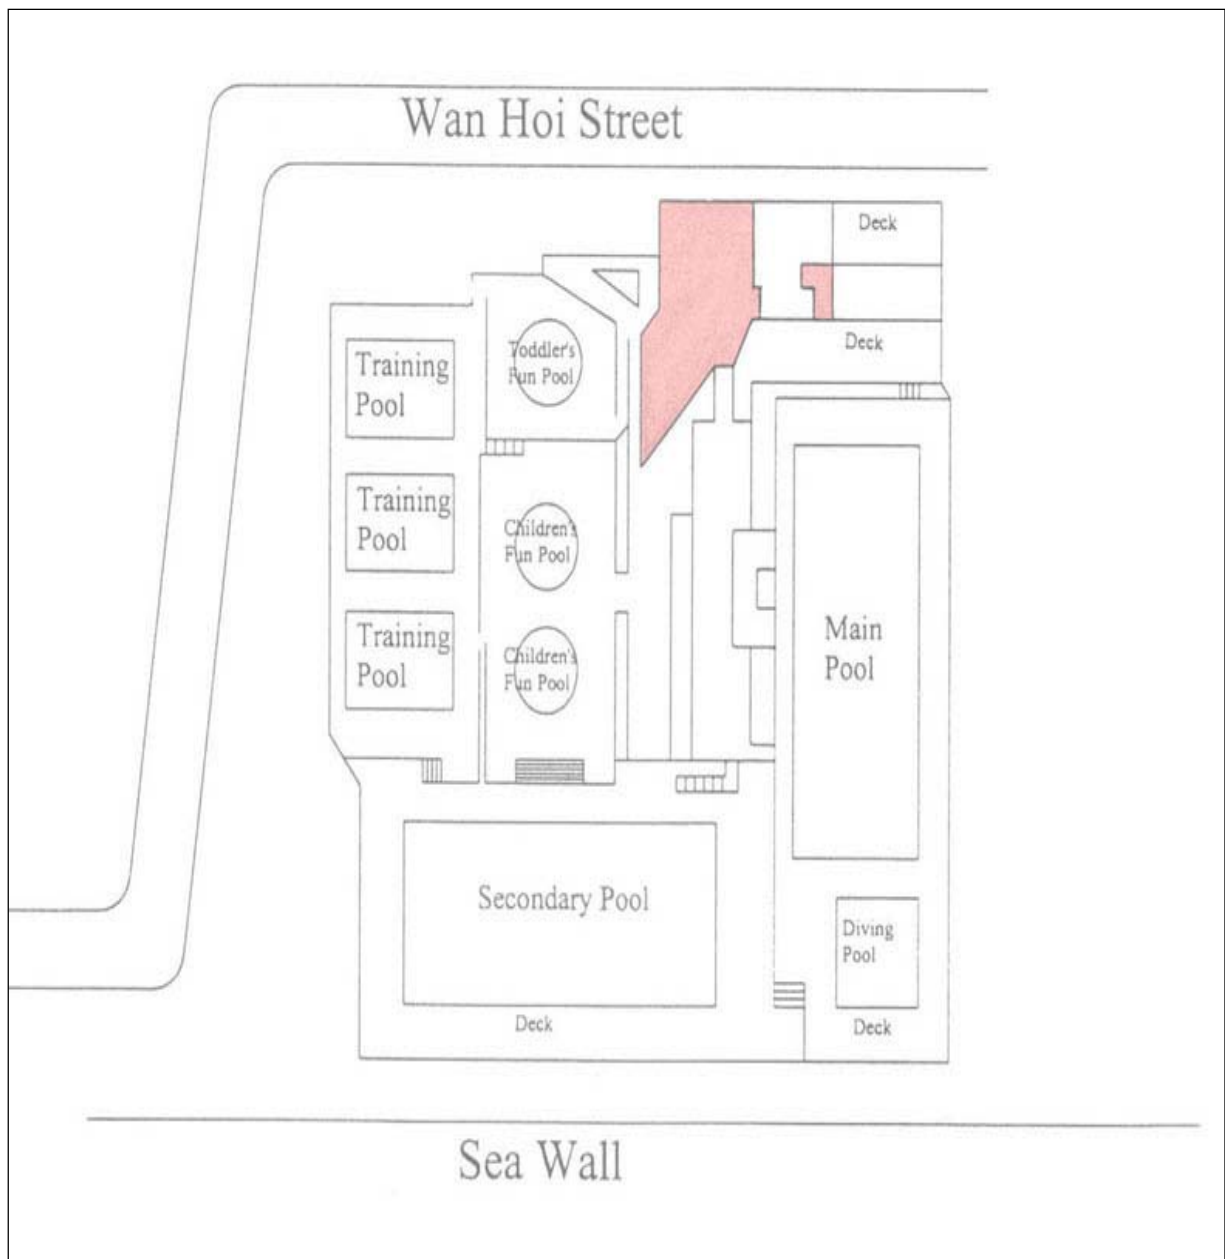 Wan Hoi Street
Deck
Deck
Toddler's
Fun Pool
Training
Pool
Training
Pool
Children's
Fun Pool
Training
Pool
Children's
Fun Pool
Main
Pool
Secondary Pool
Diving
Pool
Deck
Deck
Sea Wall